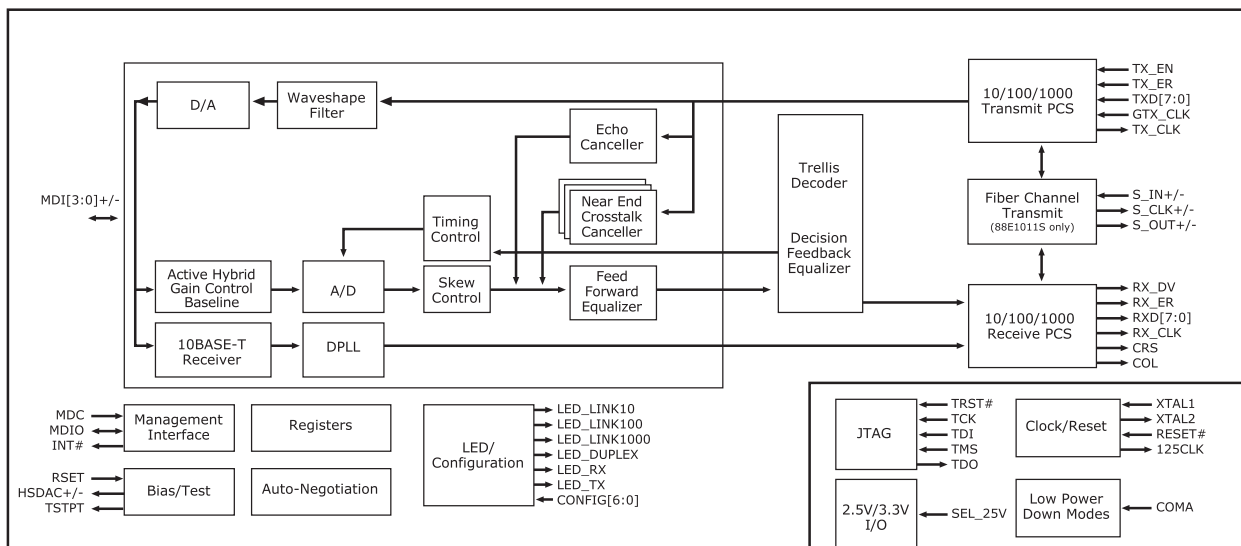 D/A
Waveshape
Filter
10/100/1000
Transmit PCS
TX_EN
TX_ER
TXD[7:0]
GTX_CLK
TX_CLK
Echo
Canceller
Near End
Crosstalk
Canceller
Trellis
Decoder
Decision
Feedback
Equalizer
Fiber Channel
Transmit
(88E1011S only)
S_IN+/-
S_CLK+/-
S_OUT+/-
MDI[3:0]+/-
Timing
Control
Active Hybrid
Gain Control
Baseline
A/D
Skew
Control
Feed
Forward
Equalizer
10BASE-T
Receiver
DPLL
10/100/1000
Receive PCS
RX_DV
RX_ER
RXD[7:0]
RX_CLK
CRS
COL
MDC
MDIO
INT#
Management
Interface
Registers
LED/
Configuration
LED_LINK10
LED_LINK100
LED_LINK1000
LED_DUPLEX
LED_RX
LED_TX
CONFIG[6:0]
RSET
HSDAC+/-
TSTPT
Bias/Test
Auto-Negotiation
JTAG
TRST#
TCK
TDI
TMS
TDO
Clock/Reset
XTAL1
XTAL2
RESET#
125CLK
2.5V/3.3V
I/O
SEL_25V
Low Power
Down Modes
COMA